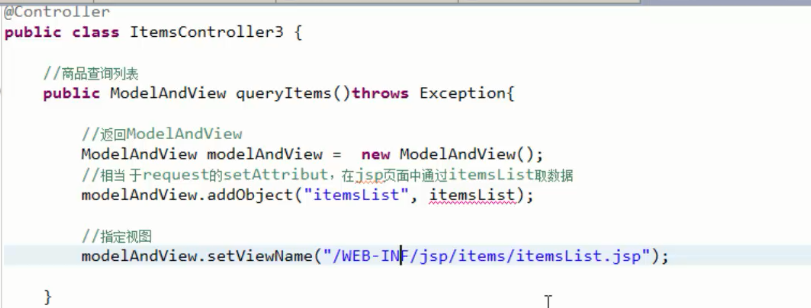 @Controller
public class ItemsController3 {
//商品查询列表
public ModelAndView queryItems()throws Exception{
//返回ModelAndView
ModelAndView modelAndView =  new ModelAndView();
//相当于request的setAttribut，在jsp页面中通过itemsList取数据
modelAndView.addObject("itemsList", itemsList);
//指定视图
modelAndView.setViewName("/WEB-INF/jsp/items/itemsList.jsp");
}